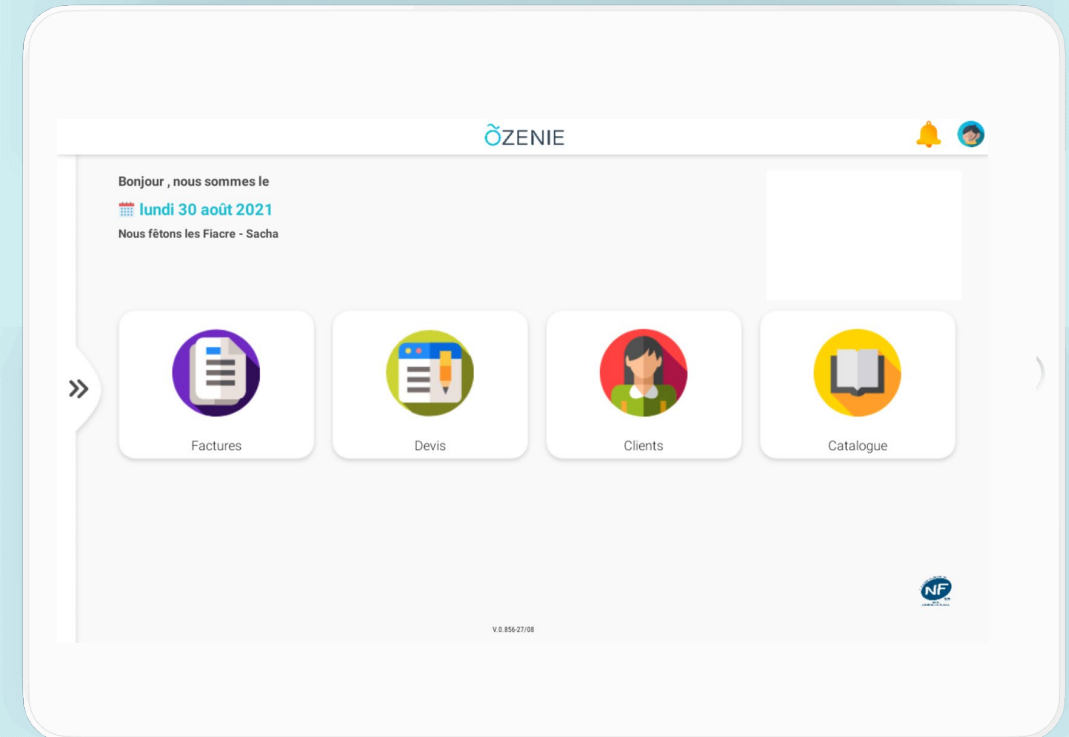 ÕZENIE
Bonjour , nous sommes le
lundi 30 août 2021
Nous fêtons les Fiacre - Sacha
Factures
Devis
Clients
Catalogue
NF
V.0.856-27/08